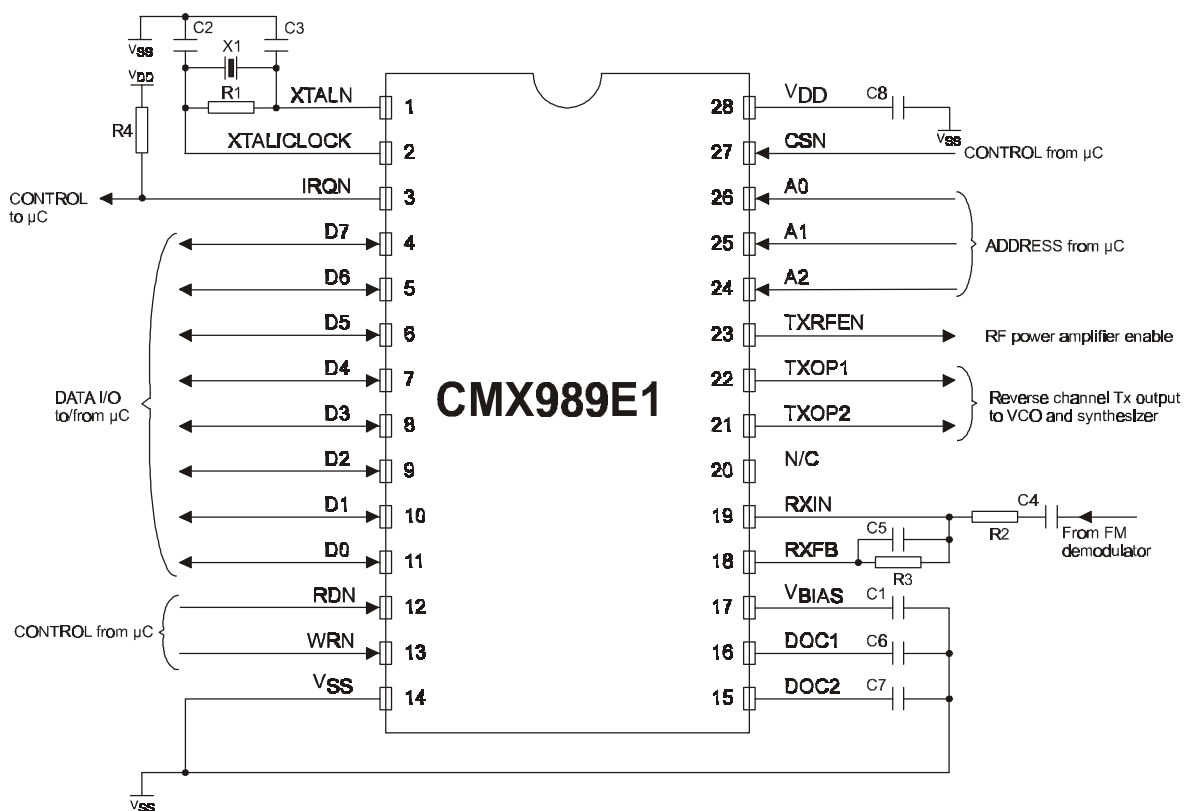 C2
C3
VSS
X1
VDD
R1
R4
XTALN
1
XTAL/CLOCK
2
IRQN
3
CONTROL
to µC
D7
4
D6
5
D5
6
D4
7
D3
8
D2
9
D1
10
D0
11
DATA I/O
to/from µC
RDN
12
CONTROL from µC
WRN
13
VSS
14
VSS
CMX989E1
28
VDD
C8
VSS
27
CSN
CONTROL from µC
26
A0
25
A1
ADDRESS from µC
24
A2
23
TXRFEN
RF power amplifier enable
22
TXOP1
Reverse channel Tx output
to VCO and synthesizer
21
TXOP2
20
N/C
19
RXIN
C4
R2
From FM
demodulator
C5
18
RXFB
R3
17
VBIAS
C1
16
DOC1
C6
15
DOC2
C7